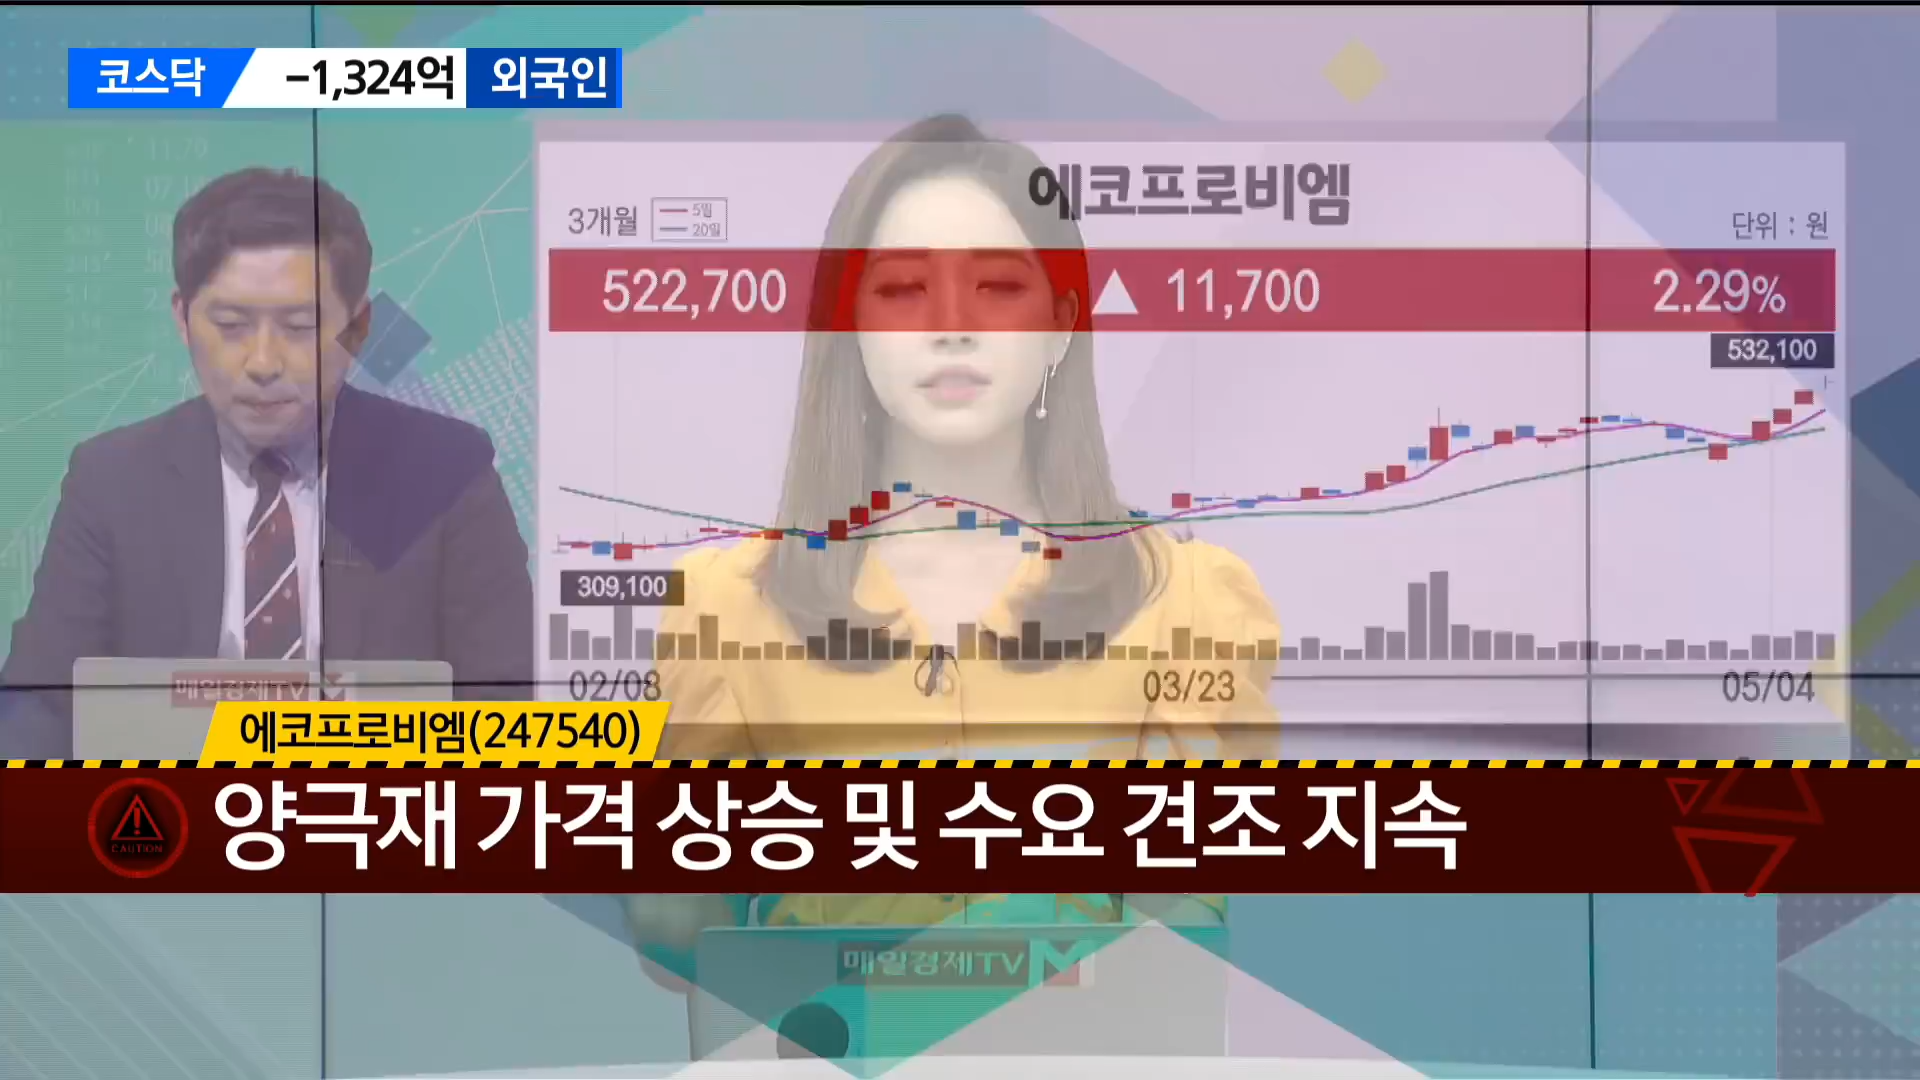 코스닥 -1,324억 외국인
에코프로비엠
3개월
5일
20일
단위 : 원
522,700 ▲ 11,700 2.29%
532,100
309,100
02/08 03/23 05/04
매일경제TV M
에코프로비엠(247540)
CAUTION
양극재 가격 상승 및 수요 견조 지속
매일경제TV M